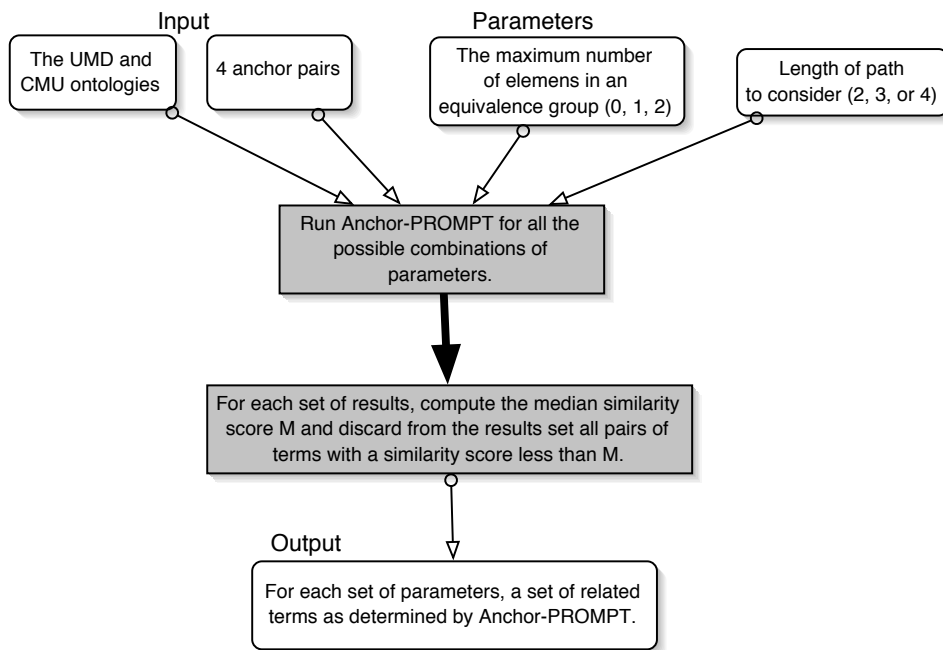 Input
Parameters
The UMD and
CMU ontologies
4 anchor pairs
The maximum number
of elemens in an
equivalence group (0, 1, 2)
Length of path
to consider (2, 3, or 4)
Run Anchor-PROMPT for all the
possible combinations of
parameters.
For each set of results, compute the median similarity
score M and discard from the results set all pairs of
terms with a similarity score less than M.
Output
For each set of parameters, a set of related
terms as determined by Anchor-PROMPT.